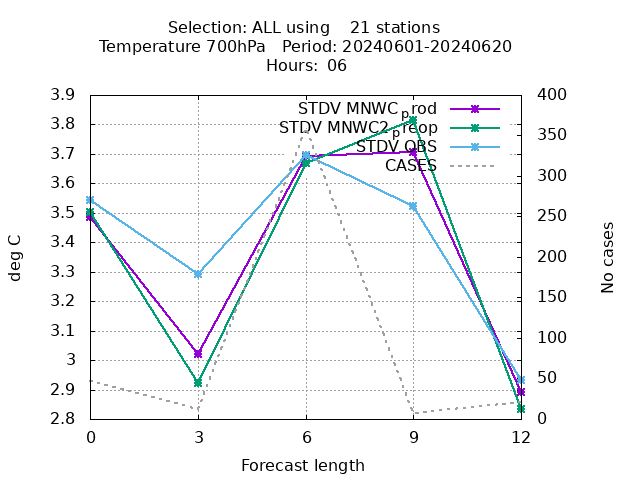 Selection: ALL using    21 stations
Temperature 700hPa   Period: 20240601-20240620
Hours:  06
deg C
3.9
3.8
3.7
3.6
3.5
3.4
3.3
3.2
3.1
3
2.9
2.8
STDV MNWCprod
STDV MNWC2preop
STDV OBS
CASES
400
350
300
250
200
150
100
50
0
No cases
0 3 6 9 12
Forecast length